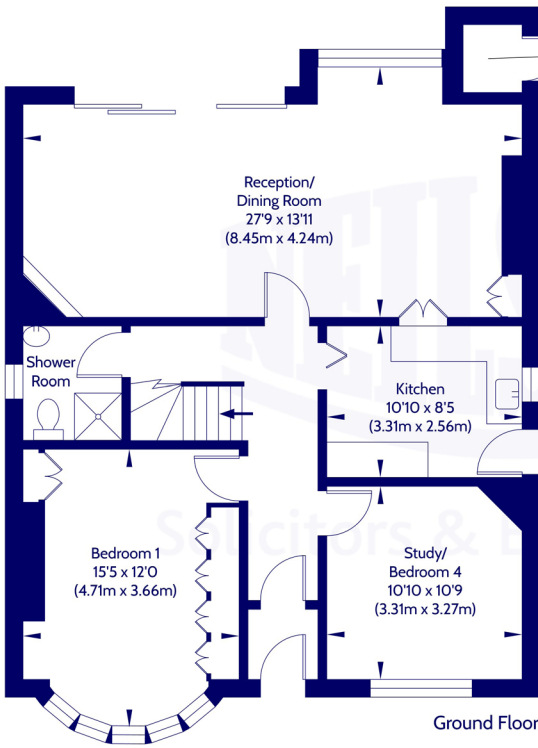 Reception/
Dining Room
27'9 x 13'11
(8.45m x 4.24m)
Shower
Room
Kitchen
10'10 x 8'5
(3.31m x 2.56m)
Bedroom 1
15'5 x 12'0
(4.71m x 3.66m)
Study/
Bedroom 4
10'10 x 10'9
(3.31m x 3.27m)
Solicitors &
Ground Floor